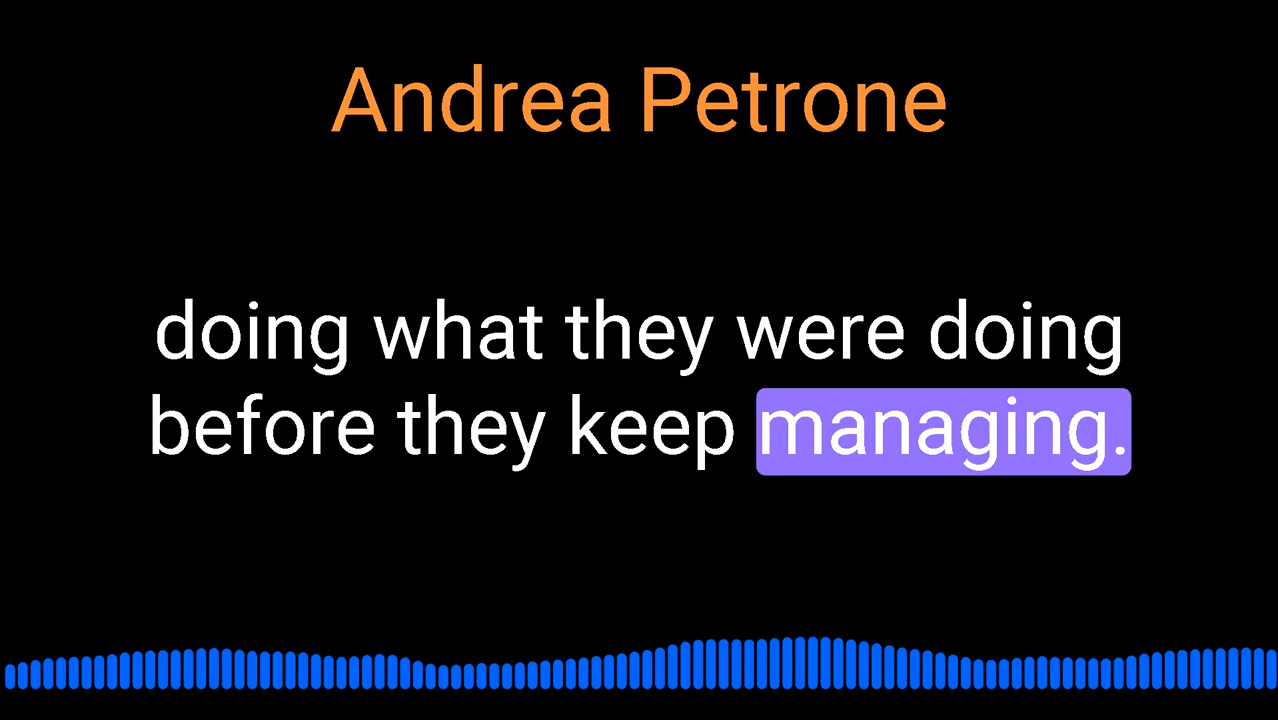 Andrea Petrone
doing what they were doing
before they keep managing.